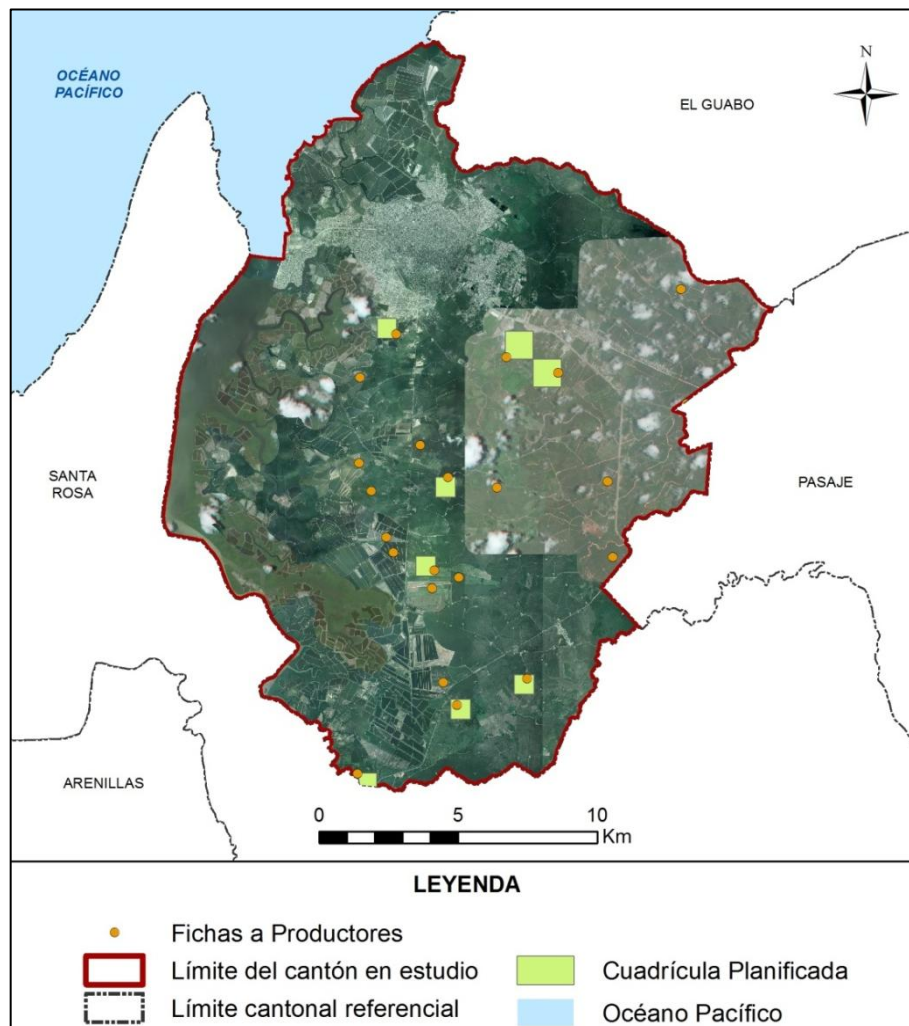 OCÉANO
PACÍFICO
N
EL GUABO
SANTA
ROSA
PASAJE
ARENILLAS
0 5 10
Km
LEYENDA
Fichas a Productores
Límite del cantón en estudio
Cuadrícula Planificada
Límite cantonal referencial
Océano Pacífico